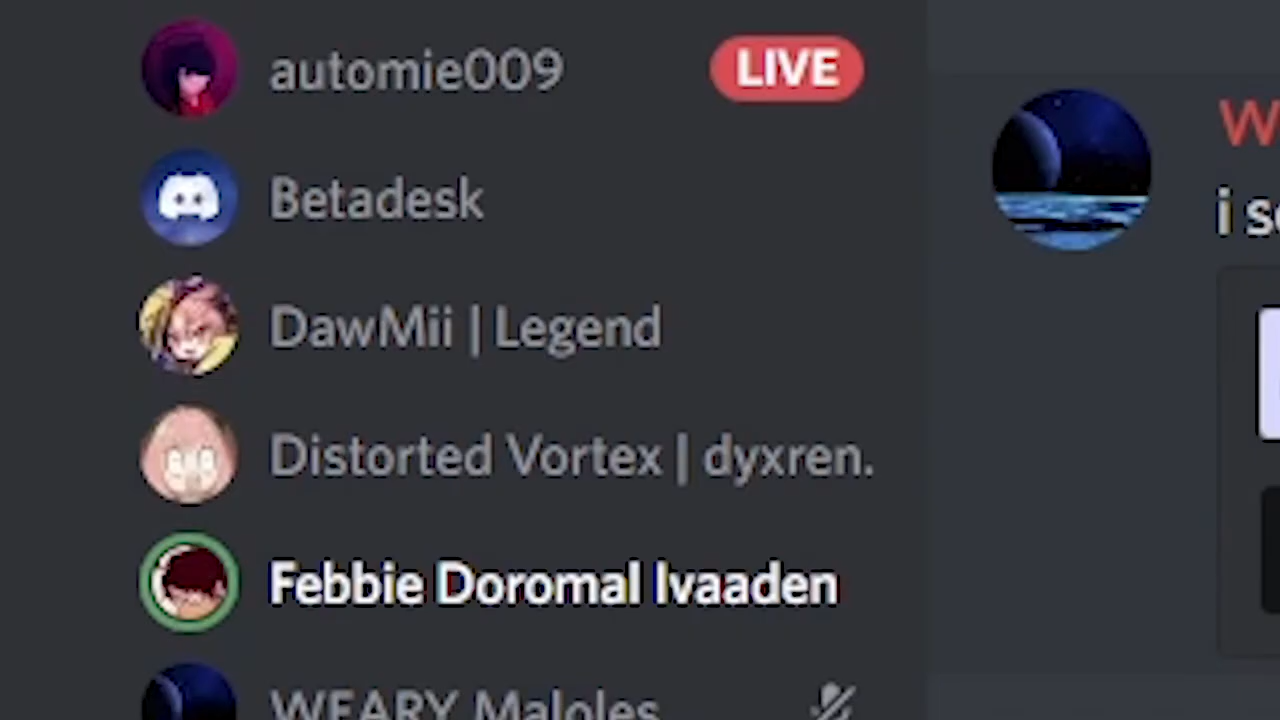 automie009 LIVE
Betadesk
DawMii | Legend
Distorted Vortex | dyxren.
Febbie Doromal Ivaaden
WEARY Maloles
W
i s